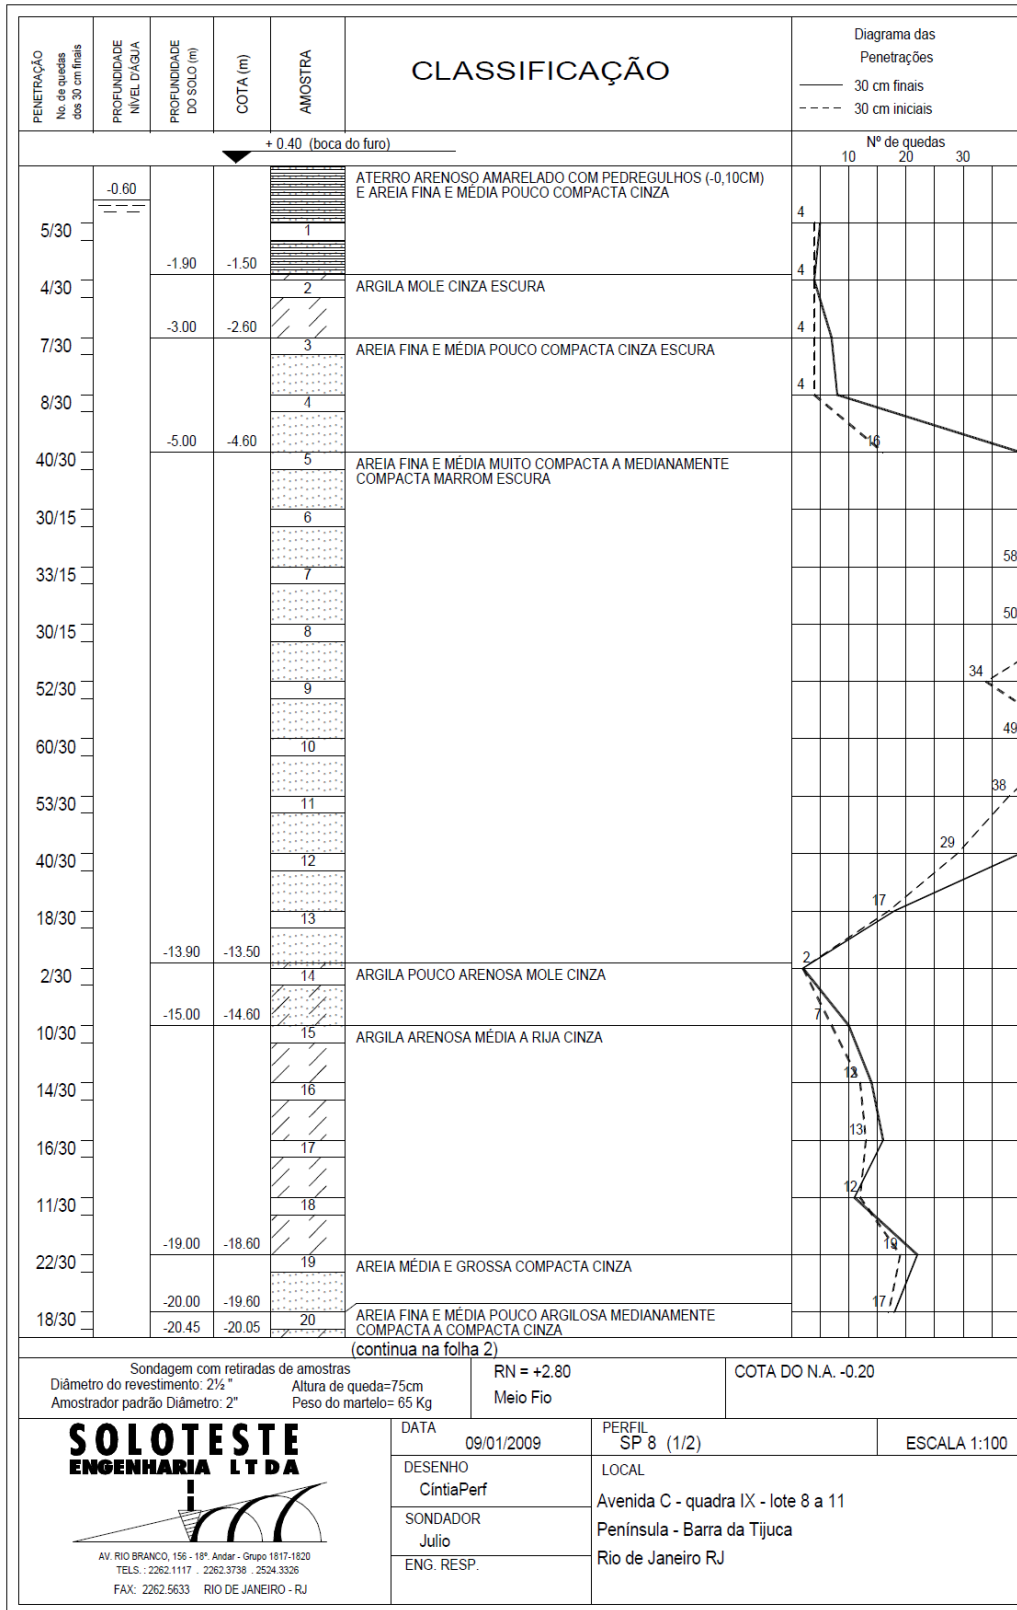 PENETRAÇÃO
No. de quedas
dos 30 cm finais
PROFUNDIDADE
NÍVEL D'ÁGUA
PROFUNDIDADE
DO SOLO (m)
COTA (m)
AMOSTRA
CLASSIFICAÇÃO
Diagrama das
Penetrações
30 cm finais
30 cm iniciais
+ 0.40 (boca do furo)
Nº de quedas
10 20 30
-0.60
ATERRO ARENOSO AMARELADO COM PEDREGULHOS (-0,10CM)
E AREIA FINA E MÉDIA POUCO COMPACTA CINZA
5/30 1 4
-1.90 -1.50
4/30 2 ARGILA MOLE CINZA ESCURA 4
-3.00 -2.60
7/30 3 AREIA FINA E MÉDIA POUCO COMPACTA CINZA ESCURA 4
8/30 4 4
-5.00 -4.60 16
40/30 5 AREIA FINA E MÉDIA MUITO COMPACTA A MEDIANAMENTE
COMPACTA MARROM ESCURA
30/15 6
33/15 7 58
30/15 8 50
52/30 9 34
60/30 10 49
53/30 11 38
40/30 12 29
18/30 13 17
-13.90 -13.50
2/30 14 ARGILA POUCO ARENOSA MOLE CINZA 2
-15.00 -14.60 7
10/30 15 ARGILA ARENOSA MÉDIA A RIJA CINZA
14/30 16
16/30 17 13
11/30 18 12
-19.00 -18.60 19
22/30 19 AREIA MÉDIA E GROSSA COMPACTA CINZA
-20.00 -19.60 17
18/30 20 AREIA FINA E MÉDIA POUCO ARGILOSA MEDIANAMENTE
-20.45 -20.05 COMPACTA A COMPACTA CINZA
(continua na folha 2)
Sondagem com retiradas de amostras
Diâmetro do revestimento: 2½ " Altura de queda=75cm
Amostrador padrão Diâmetro: 2" Peso do martelo= 65 Kg
RN = +2.80
Meio Fio
COTA DO N.A. -0.20
SOLOTESTE
ENGENHARIA LTDA
AV. RIO BRANCO, 156 - 18º. Andar - Grupo 1817-1820
TELS. : 2262.1117 . 2262.3738 . 2524.3326
FAX: 2262.5633 RIO DE JANEIRO - RJ
DATA
09/01/2009
PERFIL
SP 8 (1/2)
ESCALA 1:100
DESENHO
CíntiaPerf
SONDADOR
Julio
ENG. RESP.
LOCAL
Avenida C - quadra IX - lote 8 a 11
Península - Barra da Tijuca
Rio de Janeiro RJ